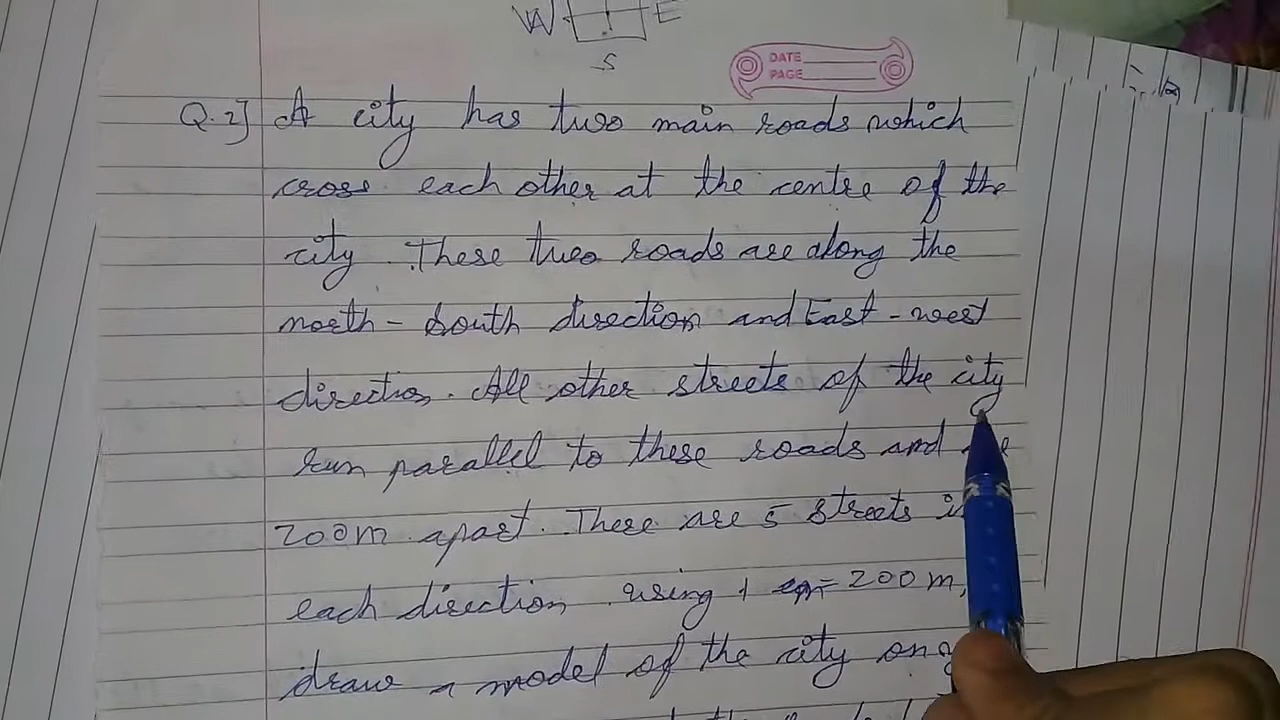 W E
S
DATE
PAGE
Q.2] A city has two main roads which
cross each other at the centre of the
city. These two roads are along the
north - south direction and East - west
direction. All other streets of the city
run parallel to these roads and
200m apart. There are 5 streets
each direction. using 1 cm = 200 m,
draw a model of the city on